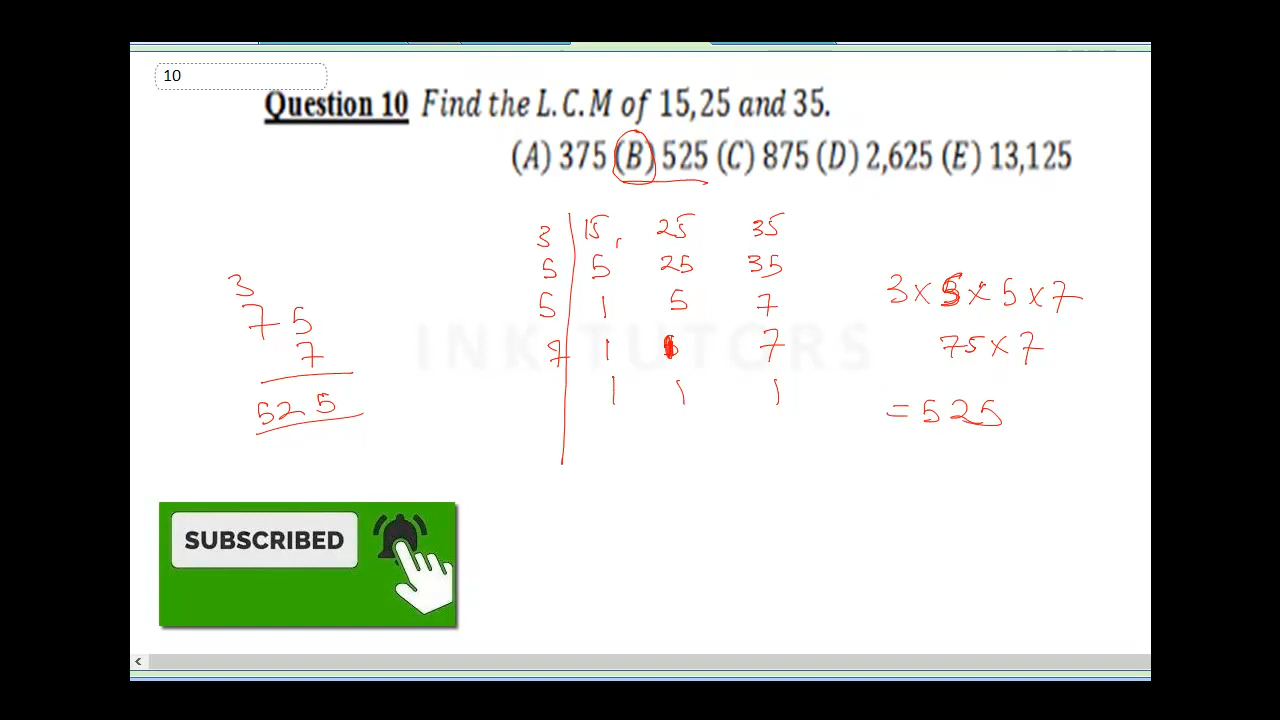 10
Question 10 Find the L.C.M of 15,25 and 35.
(A) 375 (B) 525 (C) 875 (D) 2,625 (E) 13,125
3 15, 25 35
5 5 25 35
5 1 5 7
7 1 1 7
1 1 1
3
75
7
525
3 × 5 × 5 × 7
75 × 7
= 525
INK TUTORS
SUBSCRIBED